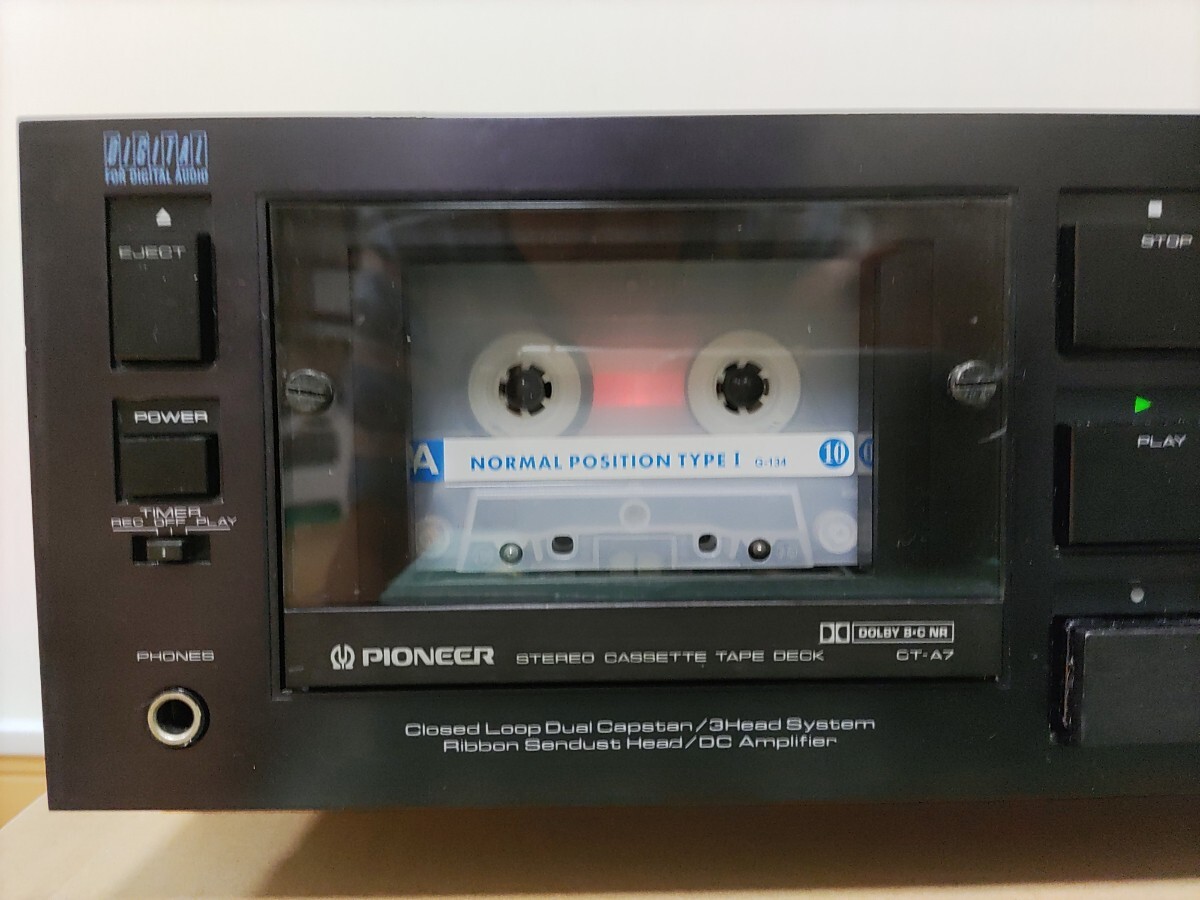 DIGITAL
FOR DIGITAL AUDIO
EJECT
POWER
TIMER
REC OFF PLAY
PHONES
A NORMAL POSITION TYPE I G-134 10
PIONEER STEREO CASSETTE TAPE DECK
DOLBY B·C NR
CT-A7
Closed Loop Dual Capstan/3Head System
Ribbon Sendust Head/DC Amplifier
STOP
PLAY